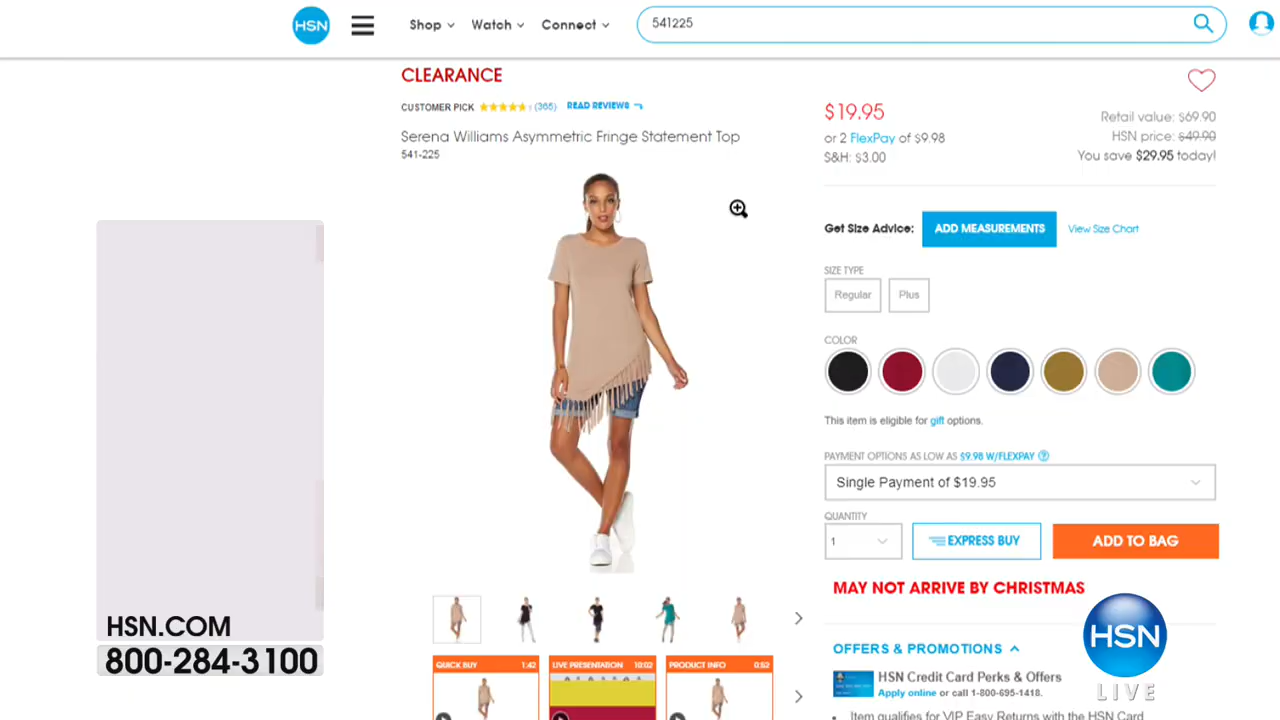 HSN
Shop
Watch
Connect
541225
CLEARANCE
CUSTOMER PICK
(365)
READ REVIEWS
Serena Williams Asymmetric Fringe Statement Top
541-225
$19.95
or 2 FlexPay of $9.98
S&H: $3.00
Retail value: $69.90
HSN price: $49.90
You save $29.95 today!
Get Size Advice:
ADD MEASUREMENTS
View Size Chart
SIZE TYPE
Regular
Plus
COLOR
This item is eligible for gift options.
PAYMENT OPTIONS AS LOW AS $9.98 W/FLEXPAY ?
Single Payment of $19.95
QUANTITY
1
EXPRESS BUY
ADD TO BAG
MAY NOT ARRIVE BY CHRISTMAS
OFFERS & PROMOTIONS
HSN Credit Card Perks & Offers
Apply online or call 1-800-695-1418.
• Item qualifies for VIP Easy Returns with the HSN Card
QUICK BUY 1:42
LIVE PRESENTATION 10:02
PRODUCT INFO 0:52
HSN.COM
800-284-3100
HSN
LIVE